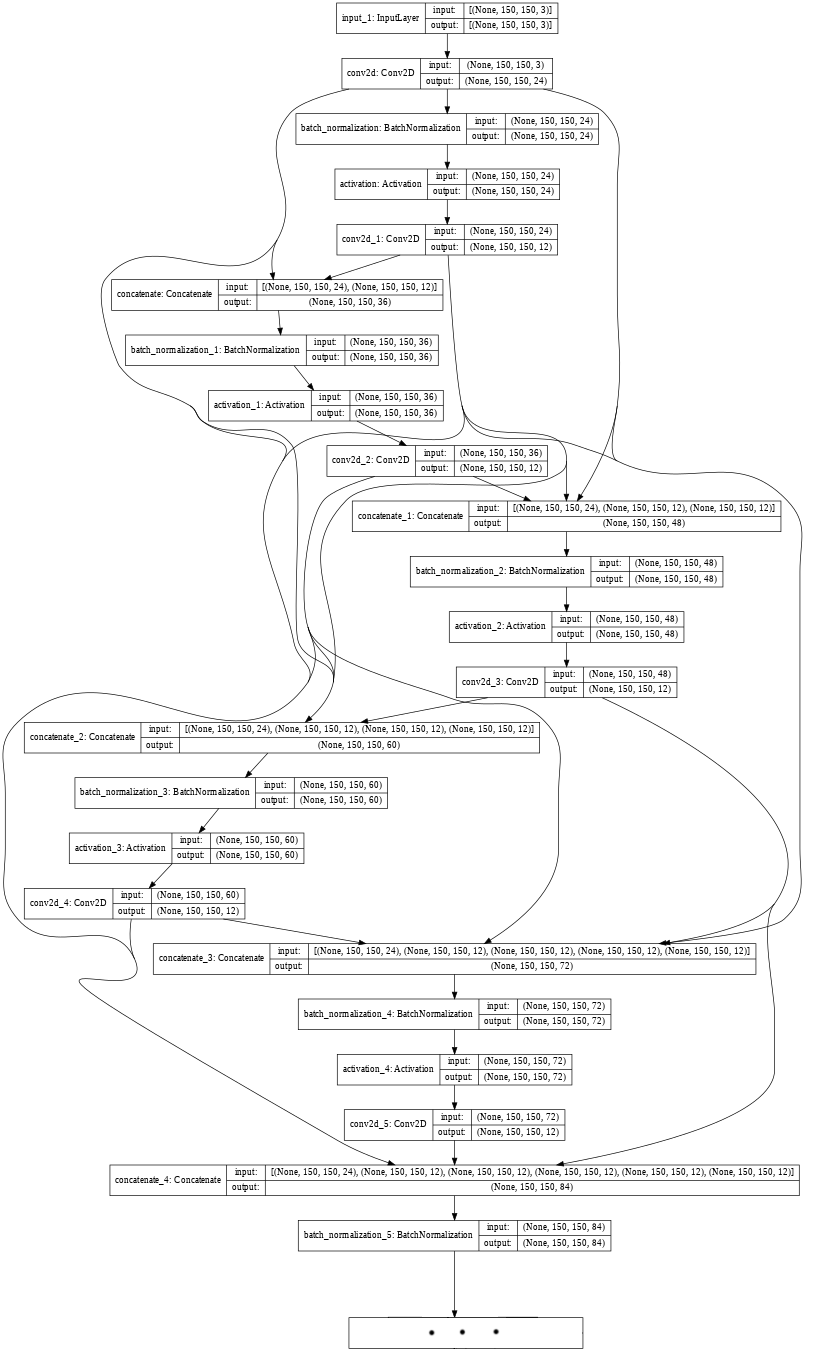 input_1: InputLayer input: [(None, 150, 150, 3)]
output: [(None, 150, 150, 3)]
conv2d: Conv2D input: (None, 150, 150, 3)
output: (None, 150, 150, 24)
batch_normalization: BatchNormalization input: (None, 150, 150, 24)
output: (None, 150, 150, 24)
activation: Activation input: (None, 150, 150, 24)
output: (None, 150, 150, 24)
conv2d_1: Conv2D input: (None, 150, 150, 24)
output: (None, 150, 150, 12)
concatenate: Concatenate input: [(None, 150, 150, 24), (None, 150, 150, 12)]
output: (None, 150, 150, 36)
batch_normalization_1: BatchNormalization input: (None, 150, 150, 36)
output: (None, 150, 150, 36)
activation_1: Activation input: (None, 150, 150, 36)
output: (None, 150, 150, 36)
conv2d_2: Conv2D input: (None, 150, 150, 36)
output: (None, 150, 150, 12)
concatenate_1: Concatenate input: [(None, 150, 150, 24), (None, 150, 150, 12), (None, 150, 150, 12)]
output: (None, 150, 150, 48)
batch_normalization_2: BatchNormalization input: (None, 150, 150, 48)
output: (None, 150, 150, 48)
activation_2: Activation input: (None, 150, 150, 48)
output: (None, 150, 150, 48)
conv2d_3: Conv2D input: (None, 150, 150, 48)
output: (None, 150, 150, 12)
concatenate_2: Concatenate input: [(None, 150, 150, 24), (None, 150, 150, 12), (None, 150, 150, 12), (None, 150, 150, 12)]
output: (None, 150, 150, 60)
batch_normalization_3: BatchNormalization input: (None, 150, 150, 60)
output: (None, 150, 150, 60)
activation_3: Activation input: (None, 150, 150, 60)
output: (None, 150, 150, 60)
conv2d_4: Conv2D input: (None, 150, 150, 60)
output: (None, 150, 150, 12)
concatenate_3: Concatenate input: [(None, 150, 150, 24), (None, 150, 150, 12), (None, 150, 150, 12), (None, 150, 150, 12), (None, 150, 150, 12)]
output: (None, 150, 150, 72)
batch_normalization_4: BatchNormalization input: (None, 150, 150, 72)
output: (None, 150, 150, 72)
activation_4: Activation input: (None, 150, 150, 72)
output: (None, 150, 150, 72)
conv2d_5: Conv2D input: (None, 150, 150, 72)
output: (None, 150, 150, 12)
concatenate_4: Concatenate input: [(None, 150, 150, 24), (None, 150, 150, 12), (None, 150, 150, 12), (None, 150, 150, 12), (None, 150, 150, 12), (None, 150, 150, 12)]
output: (None, 150, 150, 84)
batch_normalization_5: BatchNormalization input: (None, 150, 150, 84)
output: (None, 150, 150, 84)